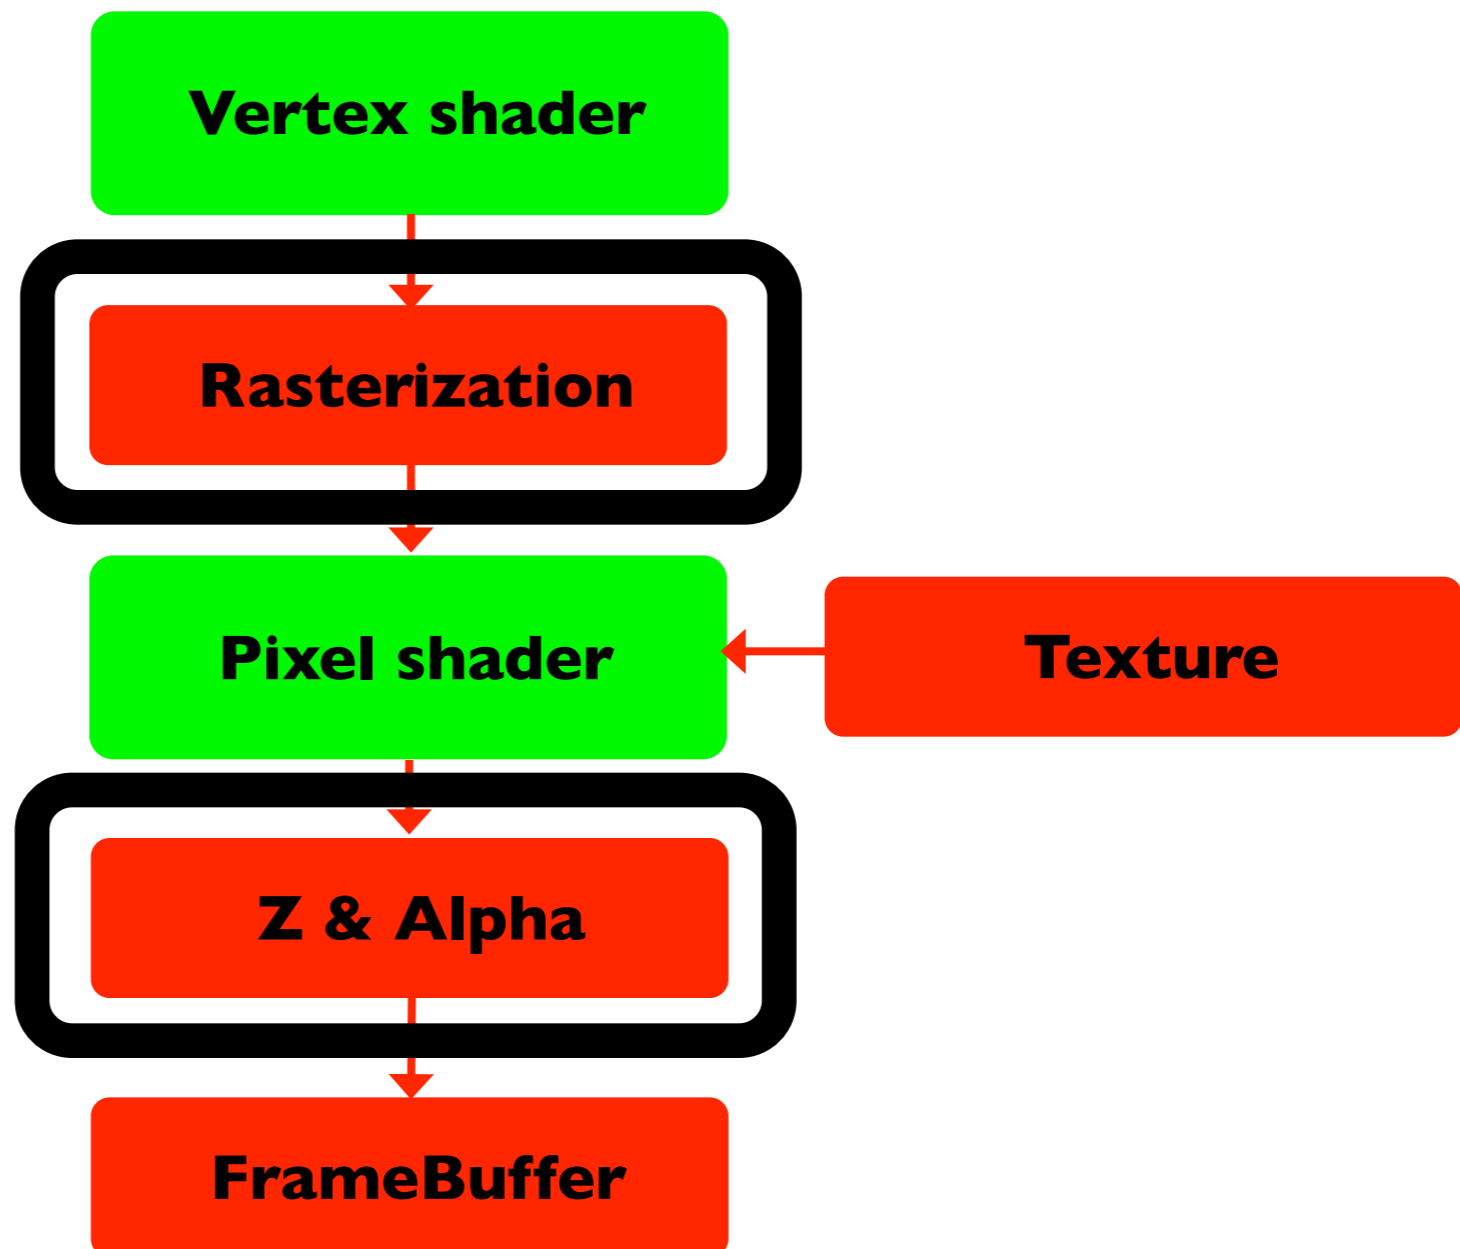 Vertex shader
Rasterization
Pixel shader
Texture
Z & Alpha
FrameBuffer